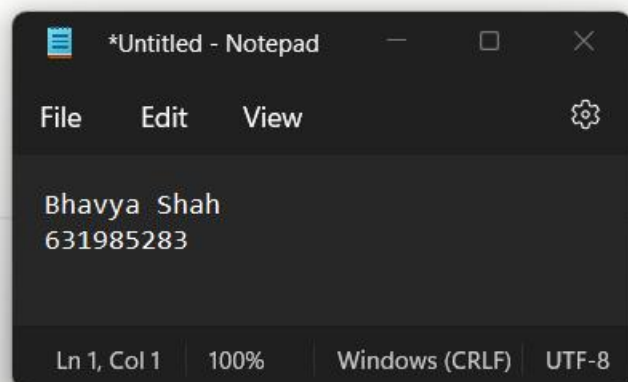 *Untitled - Notepad
File Edit View
Bhavya Shah
631985283
Ln 1, Col 1 100% Windows (CRLF) UTF-8